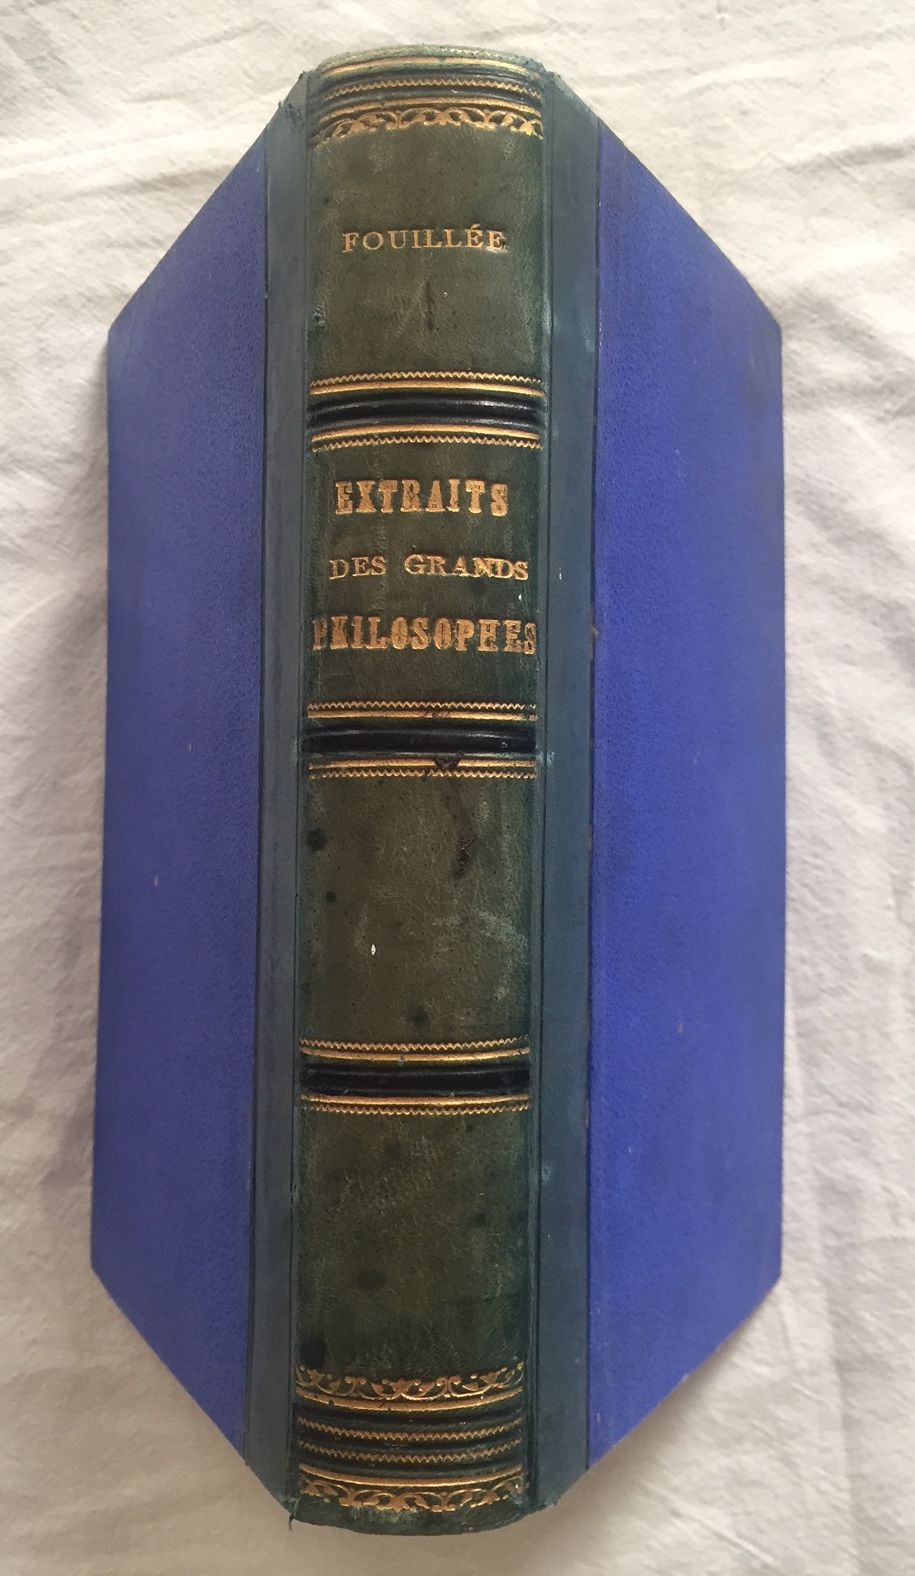 FOUILLÉE
EXTRAITS
DES GRANDS
PHILOSOPHES